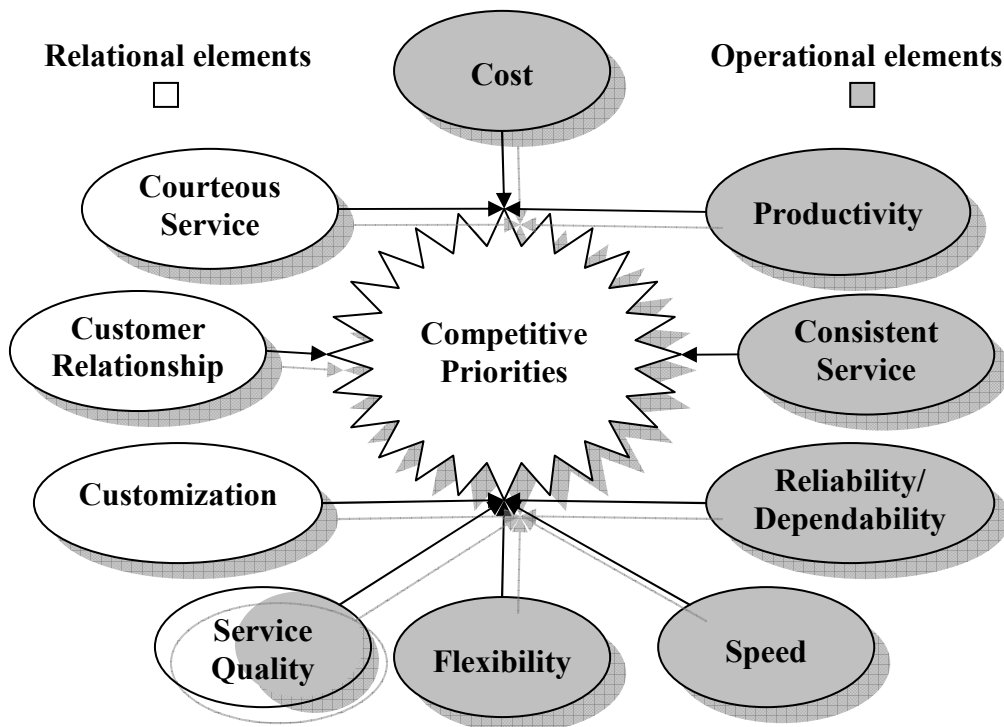 Relational elements
Operational elements
Cost
Courteous
Service
Productivity
Customer
Relationship
Competitive
Priorities
Consistent
Service
Customization
Reliability/
Dependability
Service
Quality
Flexibility
Speed